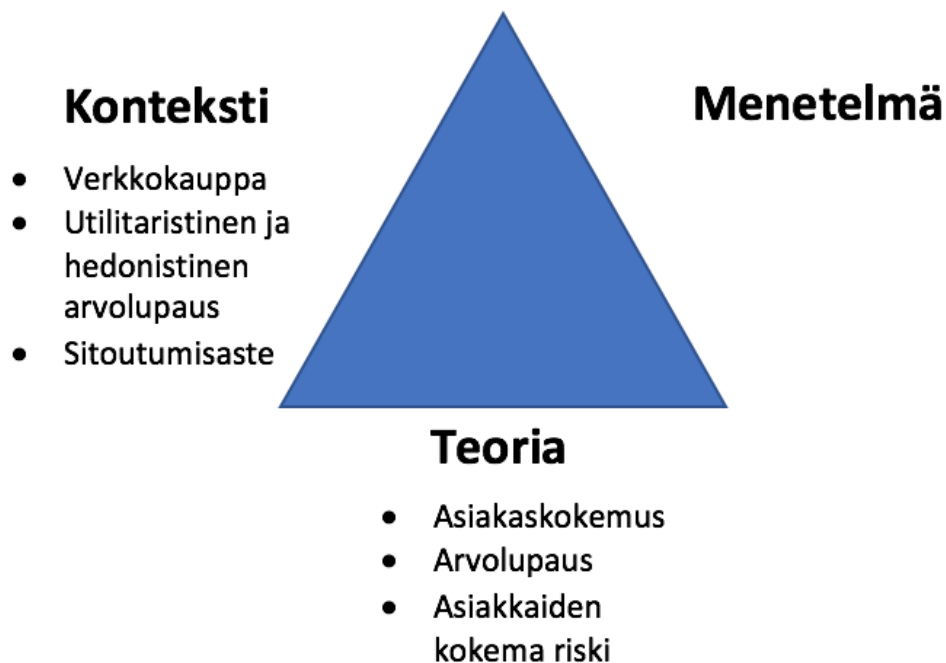 Konteksti
• Verkkokauppa
• Utilitaristinen ja
hedonistinen
arvolupaus
• Sitoutumisaste
Menetelmä
Teoria
• Asiakaskokemus
• Arvolupaus
• Asiakkaiden
kokema riski